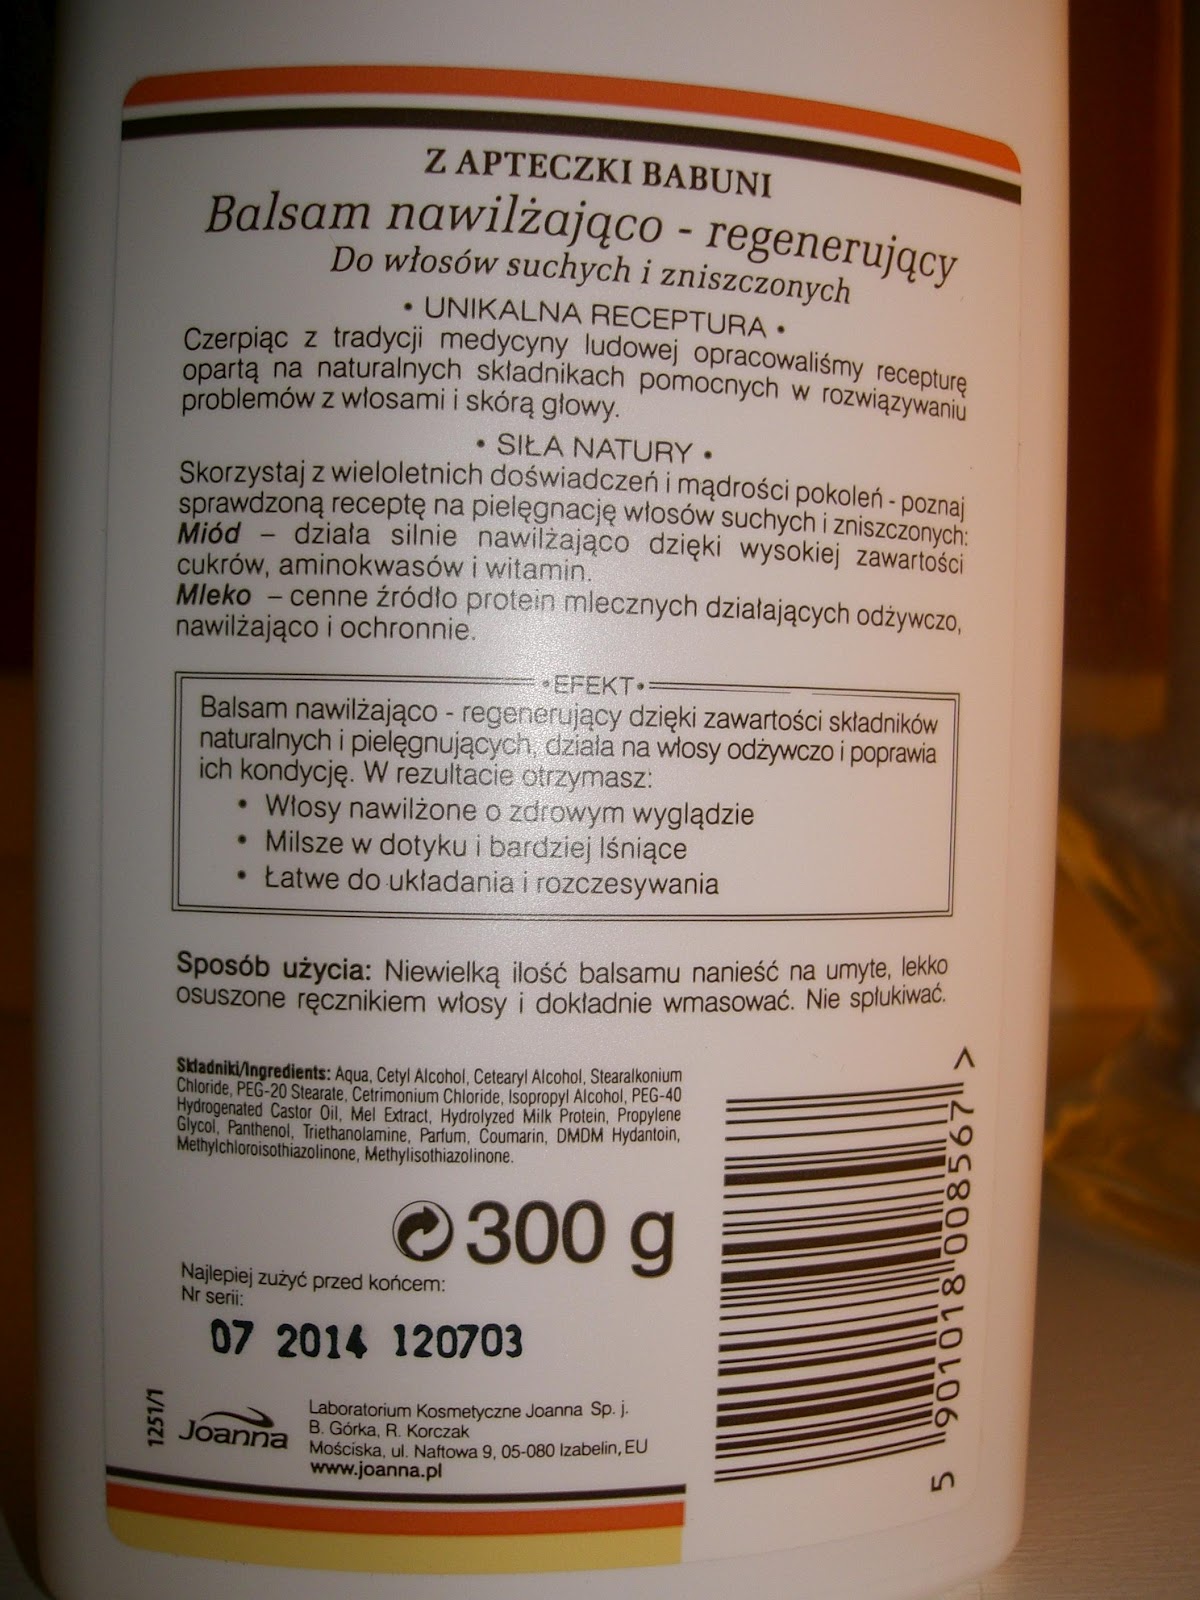 Z APTECZKI BABUNI
Balsam nawilżająco - regenerujący
Do włosów suchych i zniszczonych
• UNIKALNA RECEPTURA •
Czerpiąc z tradycji medycyny ludowej opracowaliśmy recepturę
opartą na naturalnych składnikach pomocnych w rozwiązywaniu
problemów z włosami i skórą głowy.
• SIŁA NATURY •
Skorzystaj z wieloletnich doświadczeń i mądrości pokoleń - poznaj
sprawdzoną receptę na pielęgnację włosów suchych i zniszczonych:
Miód – działa silnie nawilżająco dzięki wysokiej zawartości
cukrów, aminokwasów i witamin.
Mleko – cenne źródło protein mlecznych działających odżywczo,
nawilżająco i ochronnie.
•EFEKT•
Balsam nawilżająco - regenerujący dzięki zawartości składników
naturalnych i pielęgnujących, działa na włosy odżywczo i poprawia
ich kondycję. W rezultacie otrzymasz:
• Włosy nawilżone o zdrowym wyglądzie
• Milsze w dotyku i bardziej lśniące
• Łatwe do układania i rozczesywania
Sposób użycia: Niewielką ilość balsamu nanieść na umyte, lekko
osuszone ręcznikiem włosy i dokładnie wmasować. Nie spłukiwać.
Składniki/Ingredients: Aqua, Cetyl Alcohol, Cetearyl Alcohol, Stearalkonium
Chloride, PEG-20 Stearate, Cetrimonium Chloride, Isopropyl Alcohol, PEG-40
Hydrogenated Castor Oil, Mel Extract, Hydrolyzed Milk Protein, Propylene
Glycol, Panthenol, Triethanolamine, Parfum, Coumarin, DMDM Hydantoin,
Methylchloroisothiazolinone, Methylisothiazolinone.
300 g
Najlepiej zużyć przed końcem:
Nr serii:
07 2014 120703
1251/1
Joanna
Laboratorium Kosmetyczne Joanna Sp. j.
B. Górka, R. Korczak
Mościska, ul. Naftowa 9, 05-080 Izabelin, EU
www.joanna.pl
5 901018 008567 >